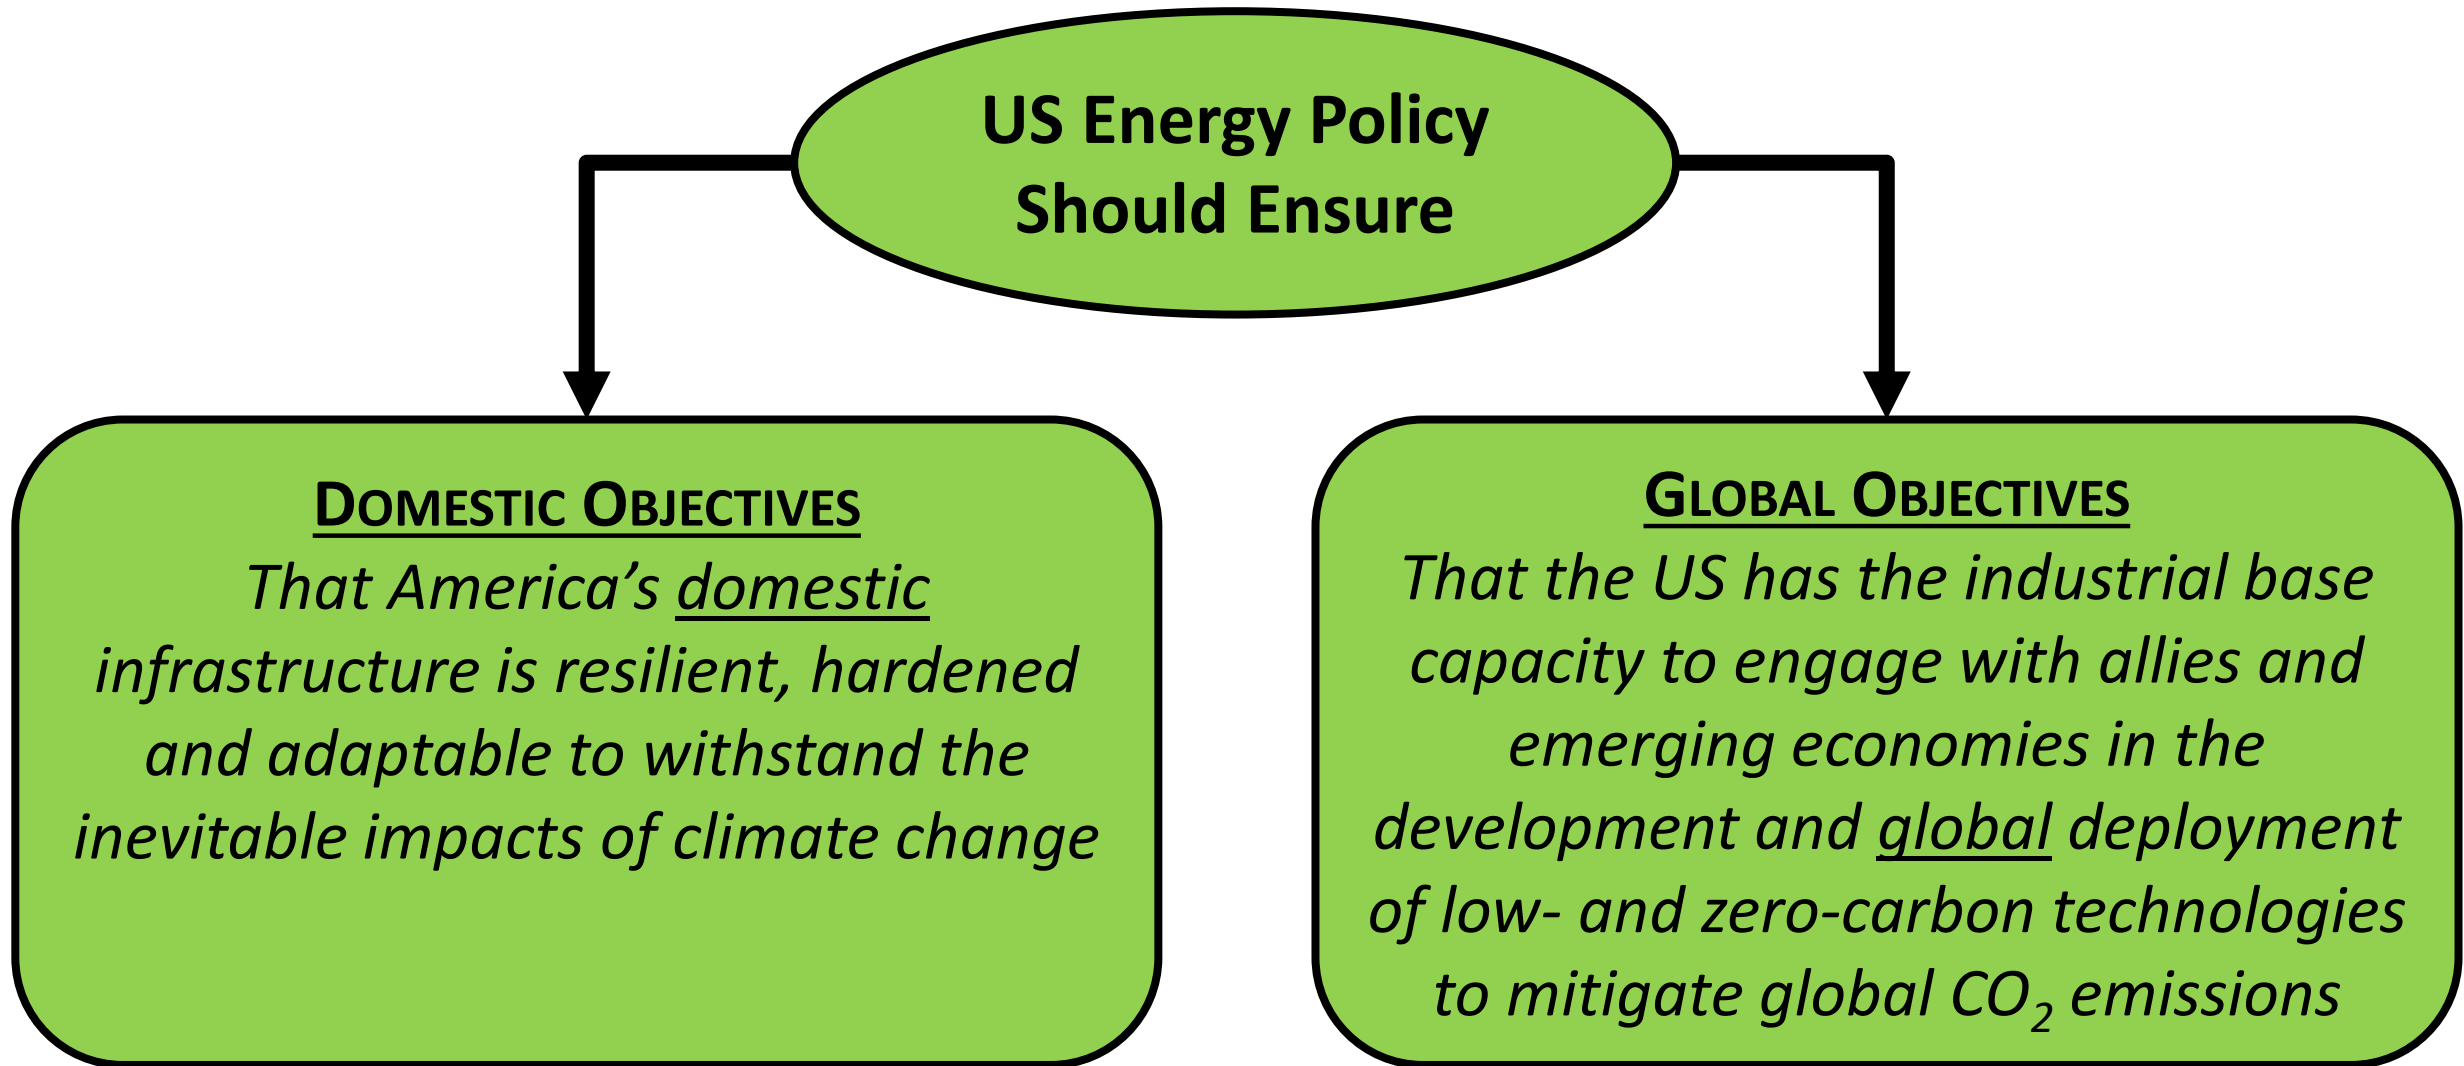 US Energy Policy
Should Ensure
DOMESTIC OBJECTIVES
That America’s domestic
infrastructure is resilient, hardened
and adaptable to withstand the
inevitable impacts of climate change
GLOBAL OBJECTIVES
That the US has the industrial base
capacity to engage with allies and
emerging economies in the
development and global deployment
of low- and zero-carbon technologies
to mitigate global CO₂ emissions